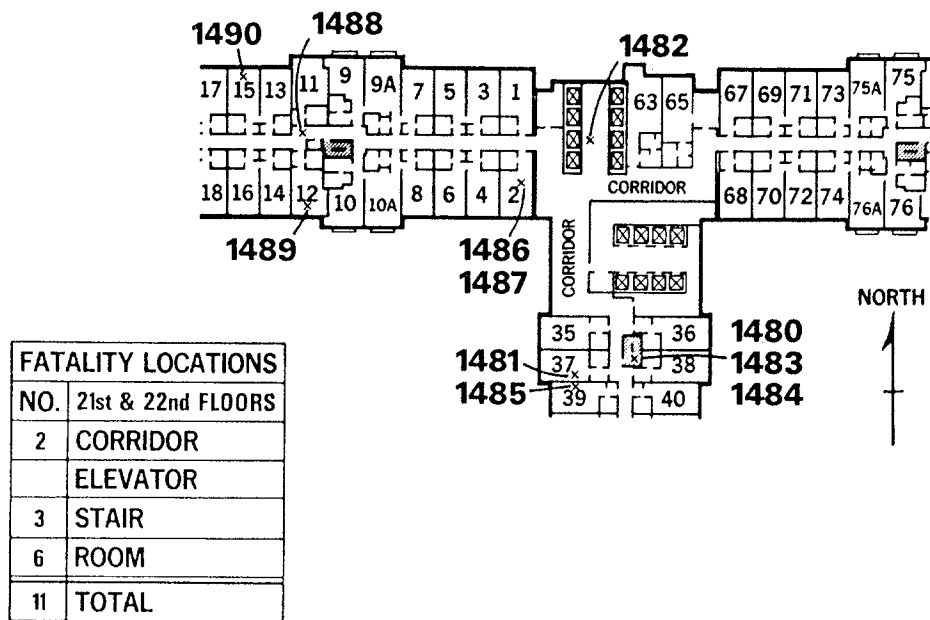 1490
1488
1482
17 15 13 11 9 9A 7 5 3 1
63 65 67 69 71 73 75A 75
CORRIDOR
18 16 14 12 10 10A 8 6 4 2
68 70 72 74 76A 76
1489
1486
1487
CORRIDOR
NORTH
35 36
37 38
39 40
1481
1485
1480
1483
1484
FATALITY LOCATIONS
NO. 21st & 22nd FLOORS
2 CORRIDOR
ELEVATOR
3 STAIR
6 ROOM
11 TOTAL